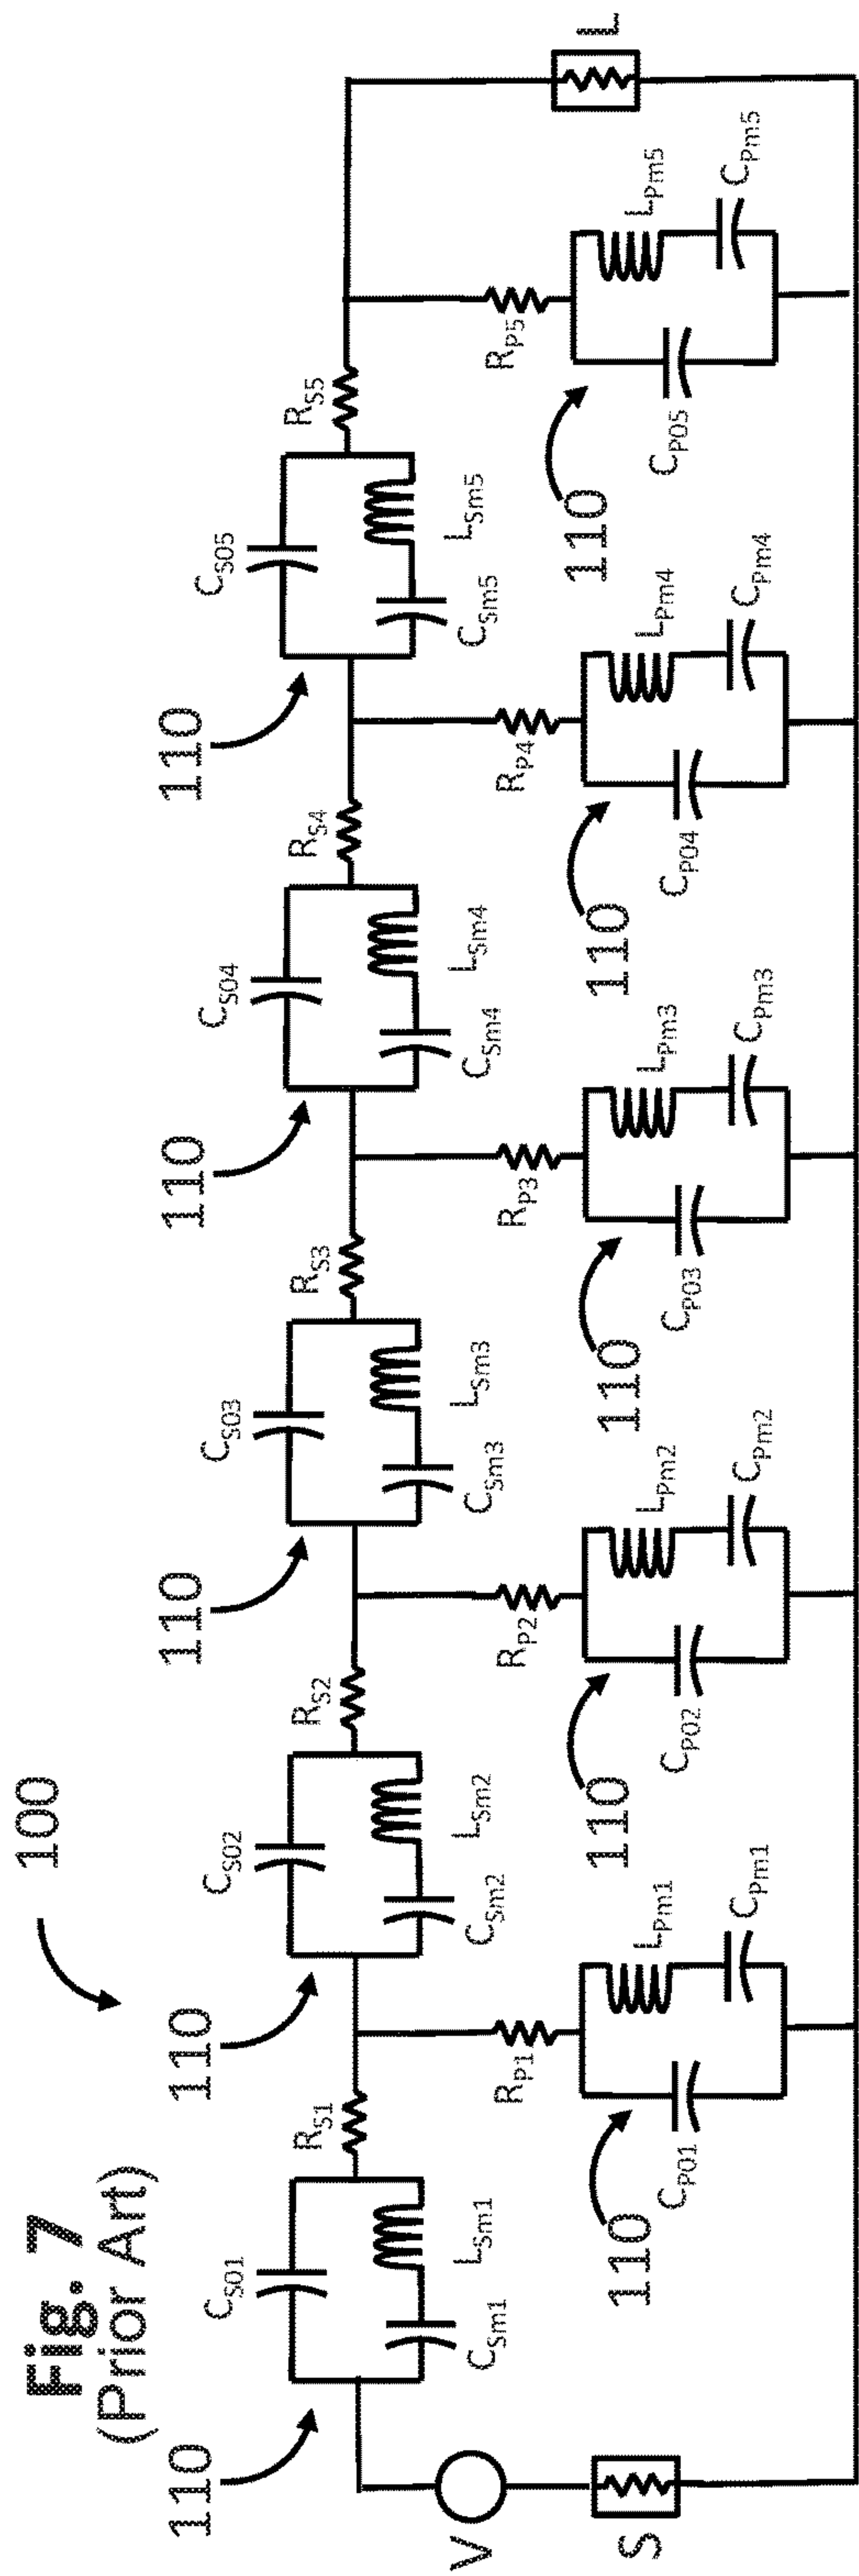 Fig. 7
(Prior Art)
100
110
110
110
110
110
C_S01
C_S02
C_S03
C_S04
C_S05
R_S1
R_S2
R_S3
R_S4
R_S5
C_Sm1
L_Sm1
C_Sm2
L_Sm2
C_Sm3
L_Sm3
C_Sm4
L_Sm4
C_Sm5
L_Sm5
V
S
R_P1
R_P2
R_P3
R_P4
R_P5
L
110
110
110
110
110
C_P01
L_Pm1
C_Pm1
C_P02
L_Pm2
C_Pm2
C_P03
L_Pm3
C_Pm3
C_P04
L_Pm4
C_Pm4
C_P05
L_Pm5
C_Pm5